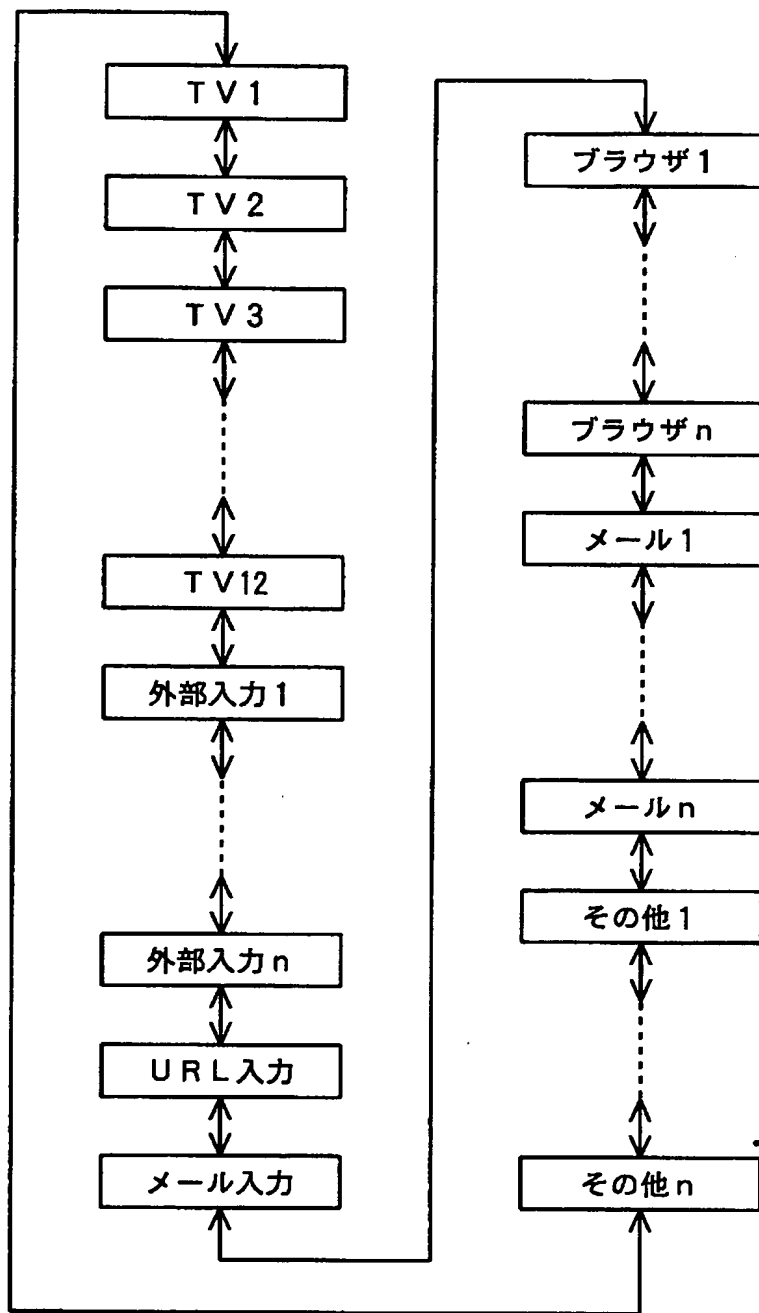 TV1
TV2
TV3
TV12
外部入力1
外部入力n
URL入力
メール入力
ブラウザ1
ブラウザn
メール1
メールn
その他1
その他n